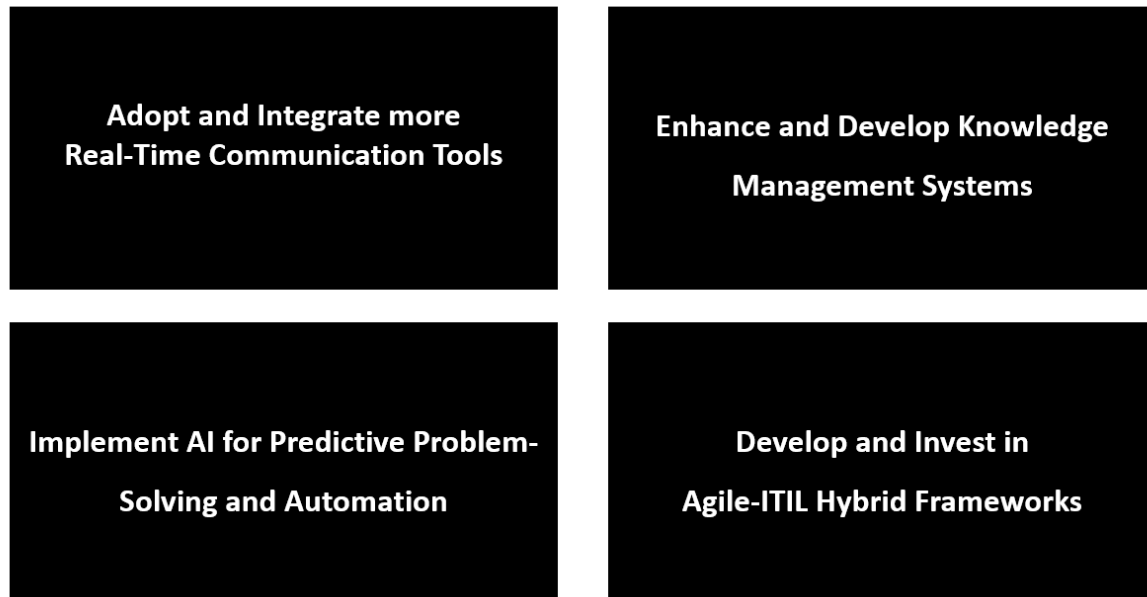 Adopt and Integrate more
Real-Time Communication Tools
Enhance and Develop Knowledge
Management Systems
Implement AI for Predictive Problem-
Solving and Automation
Develop and Invest in
Agile-ITIL Hybrid Frameworks